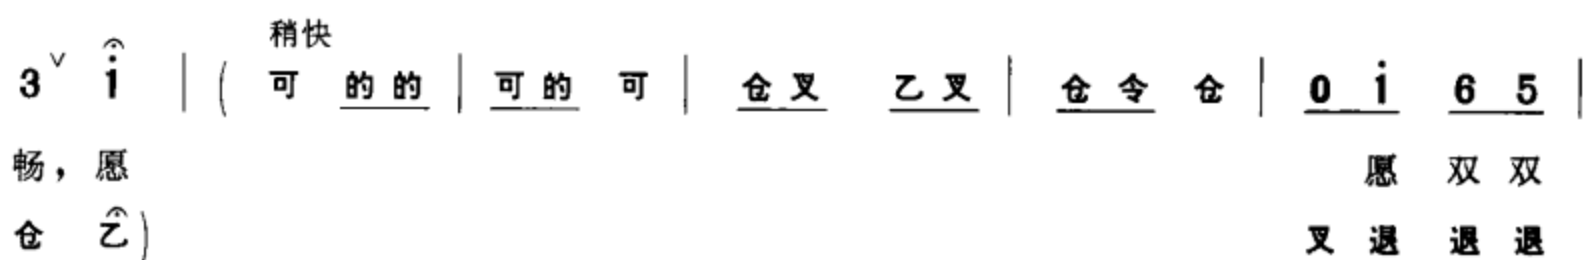 稍快
3 ˅ i | ( 可 的 的 | 可 的 可 | 仓 叉 乙 叉 | 仓 令 仓 | 0 i 6 5 |
畅，愿 愿 双 双
仓 乙 ) 叉 退 退 退